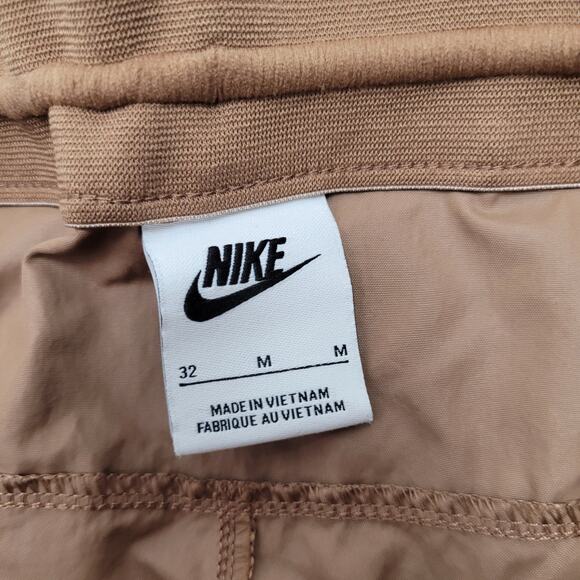 NIKE
32 M M
MADE IN VIETNAM
FABRIQUE AU VIETNAM